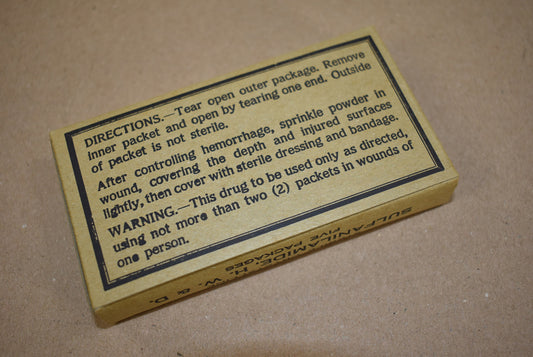 DIRECTIONS.—Tear open outer package. Remove
inner packet and open by tearing one end. Outside
of packet is not sterile.
After controlling hemorrhage, sprinkle powder in
wound, covering the depth and injured surfaces
lightly, then cover with sterile dressing and bandage.
WARNING.—This drug to be used only as directed,
using not more than two (2) packets in wounds of
one person.
SULFANILAMIDE, H. W. & D.
FIVE PACKAGES